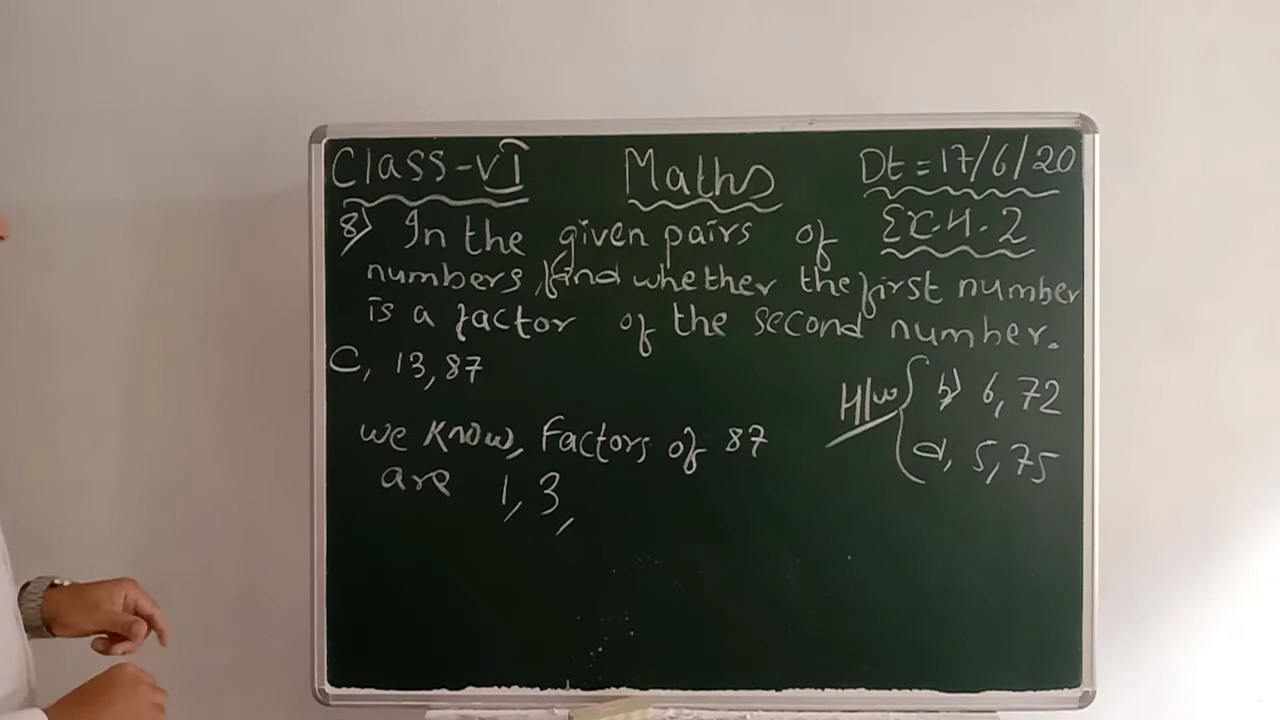 Class-VI Maths Dt=17/6/20
8) In the given pairs of EX.4.2
numbers, find whether the first number
is a factor of the second number.
C, 13,87
H/w b) 6,72
d, 5,75
we know, Factors of 87
are 1, 3,